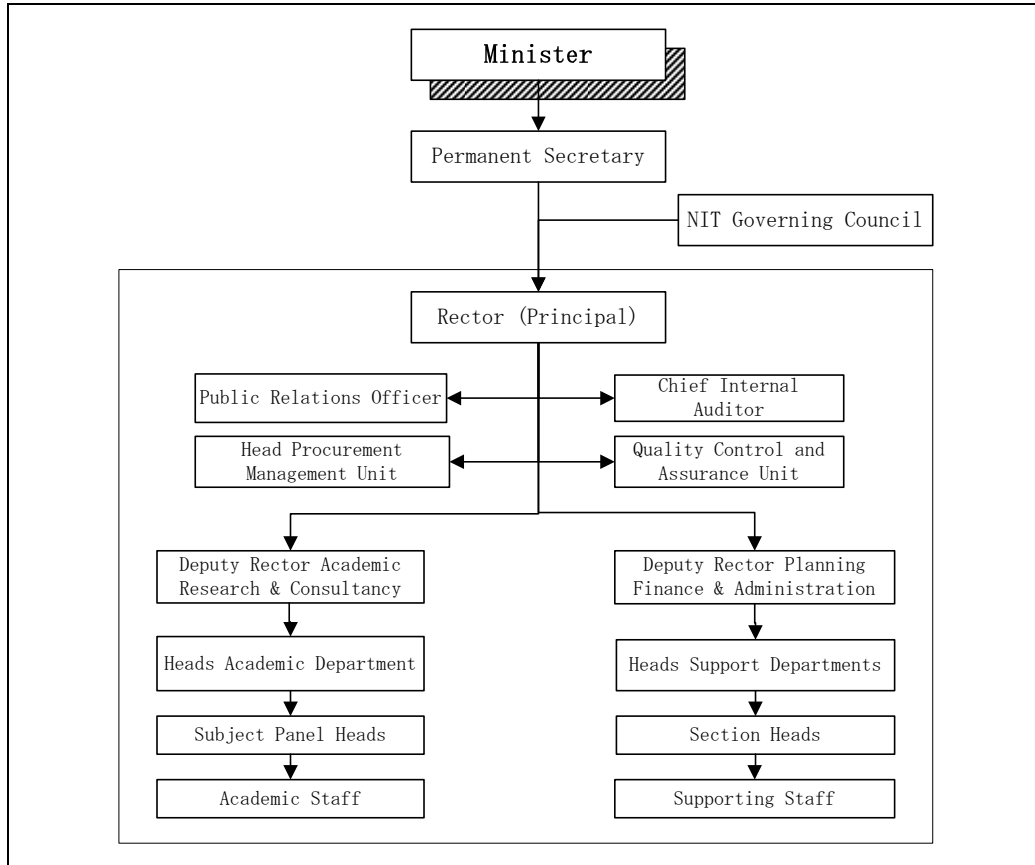 Minister
Permanent Secretary
NIT Governing Council
Rector (Principal)
Public Relations Officer
Chief Internal
Auditor
Head Procurement
Management Unit
Quality Control and
Assurance Unit
Deputy Rector Academic
Research & Consultancy
Deputy Rector Planning
Finance & Administration
Heads Academic Department
Heads Support Departments
Subject Panel Heads
Section Heads
Academic Staff
Supporting Staff